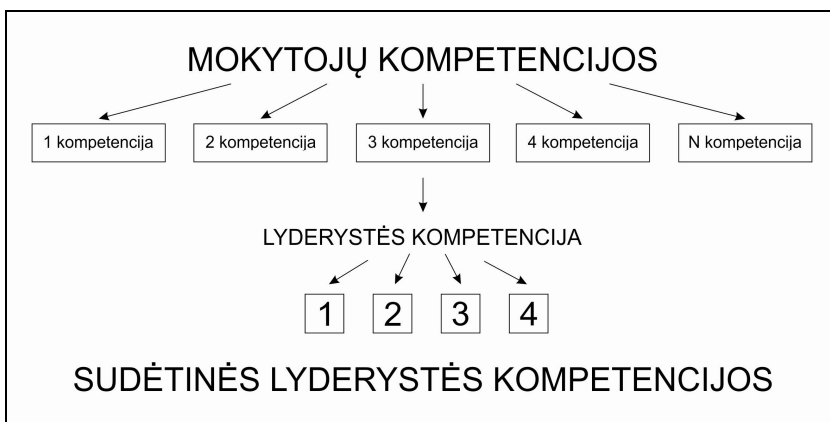 MOKYTOJŲ KOMPETENCIJOS
1 kompetencija
2 kompetencija
3 kompetencija
4 kompetencija
N kompetencija
LYDERYSTĖS KOMPETENCIJA
1
2
3
4
SUDĖTINĖS LYDERYSTĖS KOMPETENCIJOS